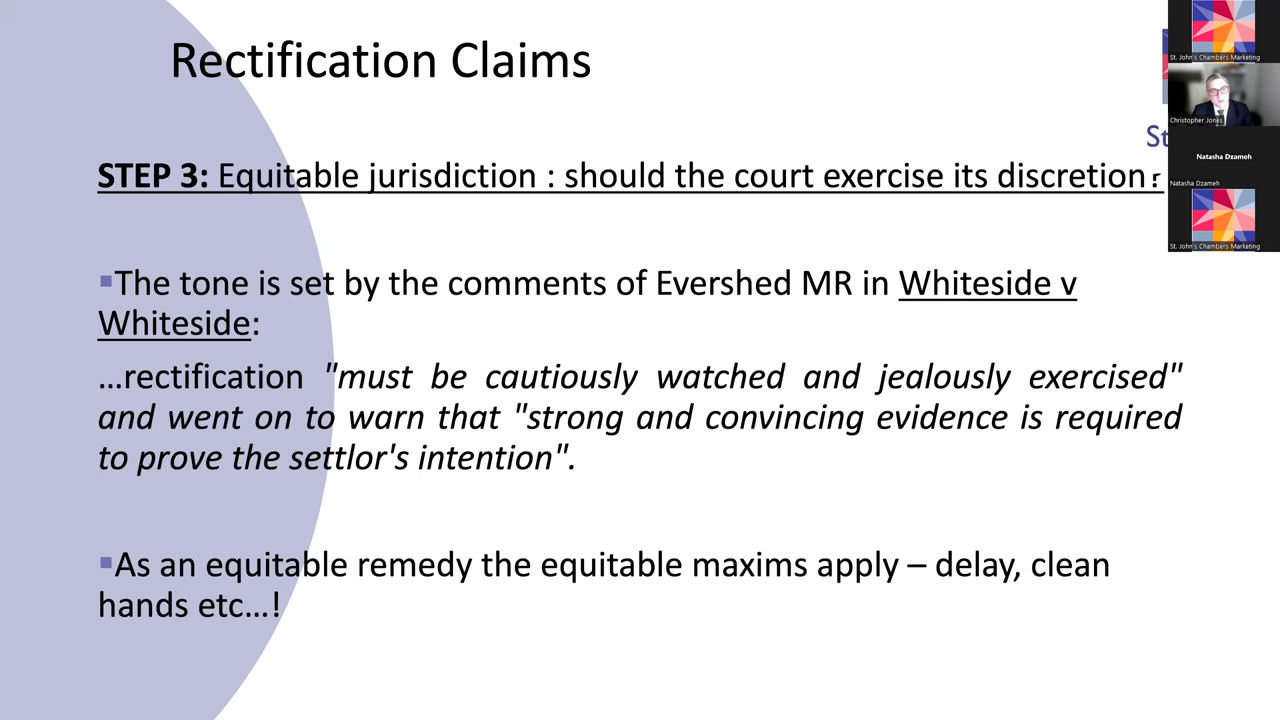 Rectification Claims
STEP 3: Equitable jurisdiction : should the court exercise its discretion?
▪The tone is set by the comments of Evershed MR in Whiteside v
Whiteside:
…rectification "must be cautiously watched and jealously exercised"
and went on to warn that "strong and convincing evidence is required
to prove the settlor's intention".
▪As an equitable remedy the equitable maxims apply – delay, clean
hands etc…!
St
St. John's Chambers Marketing
Christopher Jones
Natasha Dzameh
Natasha Dzameh
St. John's Chambers Marketing